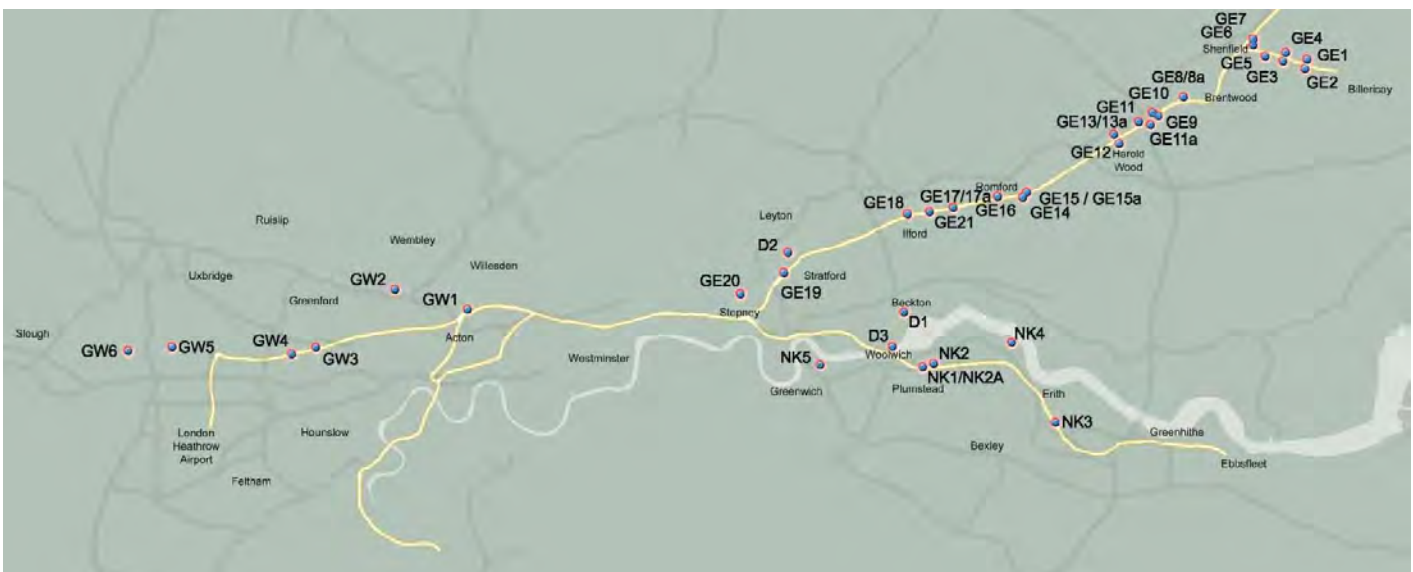 GE7
GE6
Shenfield
GE4
GE1
GE5
GE3
GE2
Billericay
GE8/8a
Brentwood
GE10
GE11
GE9
GE13/13a
GE11a
GE12
Harold
Wood
Romford
GE17/17a
GE15 / GE15a
GE18
GE16
GE14
GE21
Ilford
Leyton
Ruislip
Wembley
D2
Willesden
Uxbridge
GW2
Stratford
GE19
GE20
Greenford
GW1
Stepney
Beckton
D1
Slough
Acton
NK4
GW6
GW5
GW4
GW3
Westminster
D3
Woolwich
NK5
NK2
NK1/NK2A
Greenwich
Plumstead
Erith
NK3
London
Heathrow
Airport
Hounslow
Greenhithe
Bexley
Ebbsfleet
Feltham